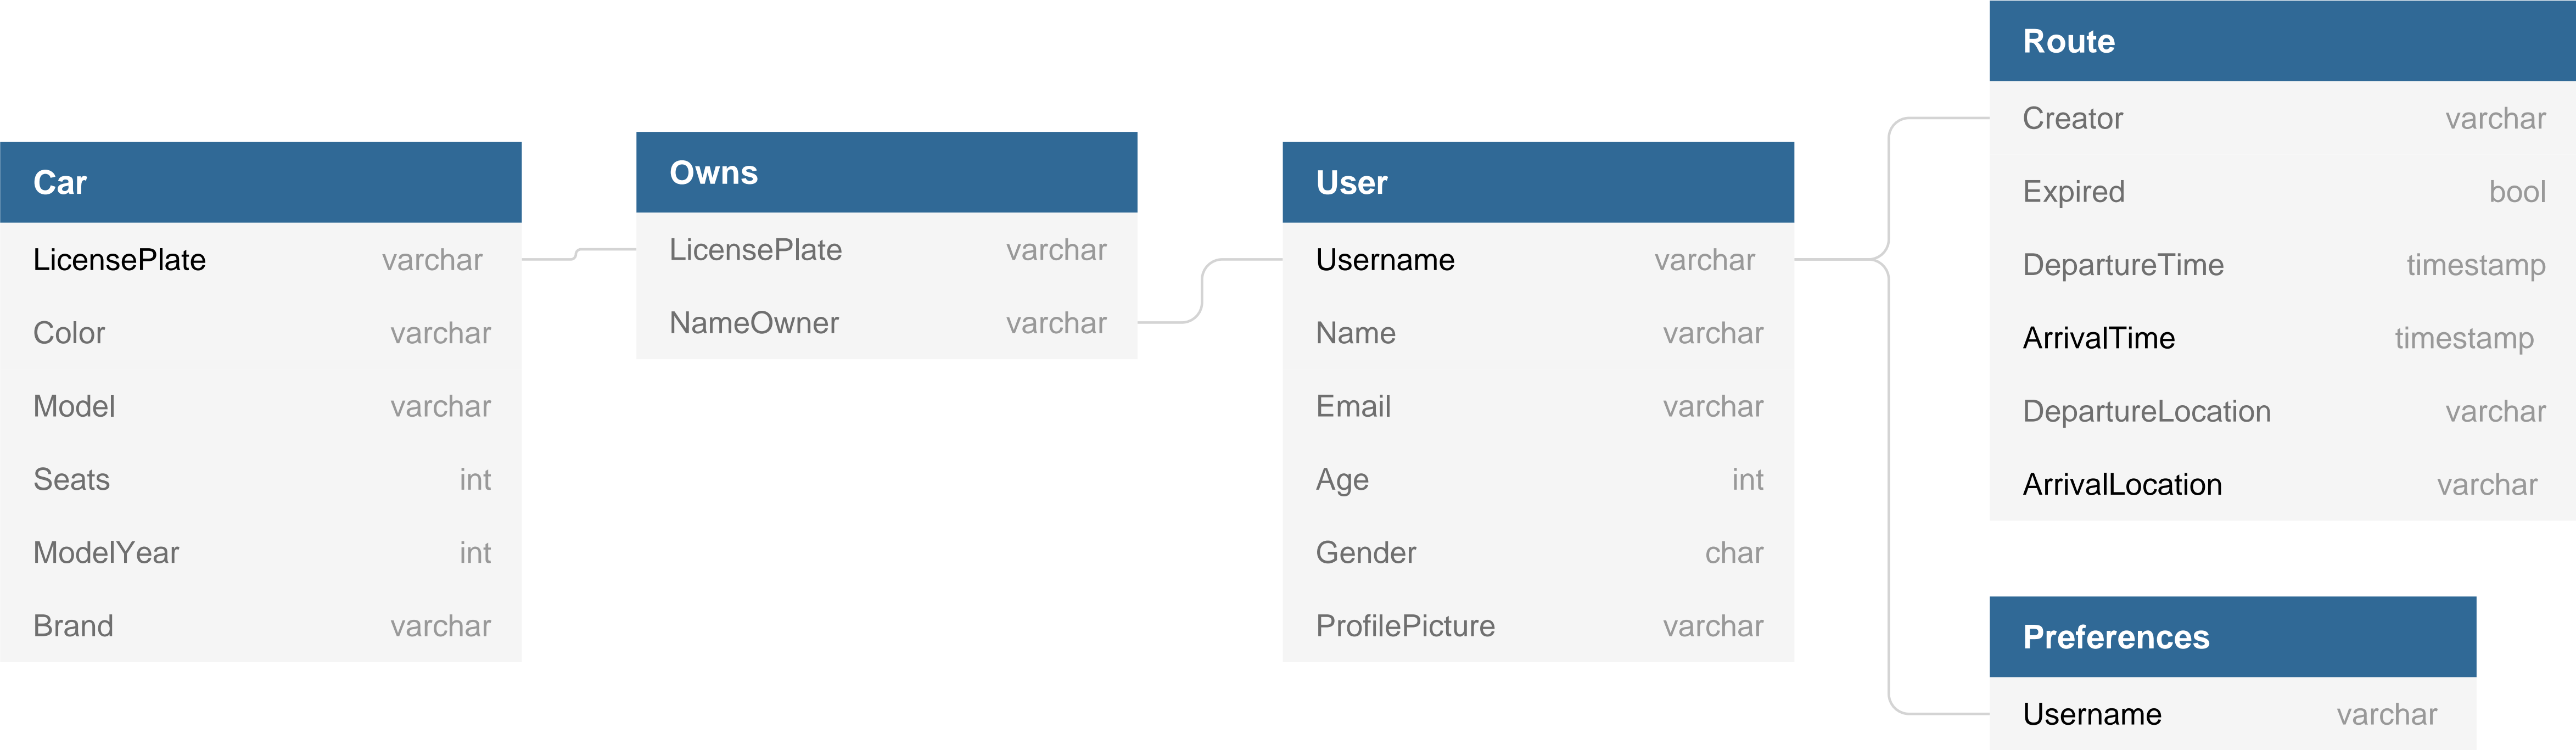 Car
LicensePlate varchar
Color varchar
Model varchar
Seats int
ModelYear int
Brand varchar
Owns
LicensePlate varchar
NameOwner varchar
User
Username varchar
Name varchar
Email varchar
Age int
Gender char
ProfilePicture varchar
Route
Creator varchar
Expired bool
DepartureTime timestamp
ArrivalTime timestamp
DepartureLocation varchar
ArrivalLocation varchar
Preferences
Username varchar